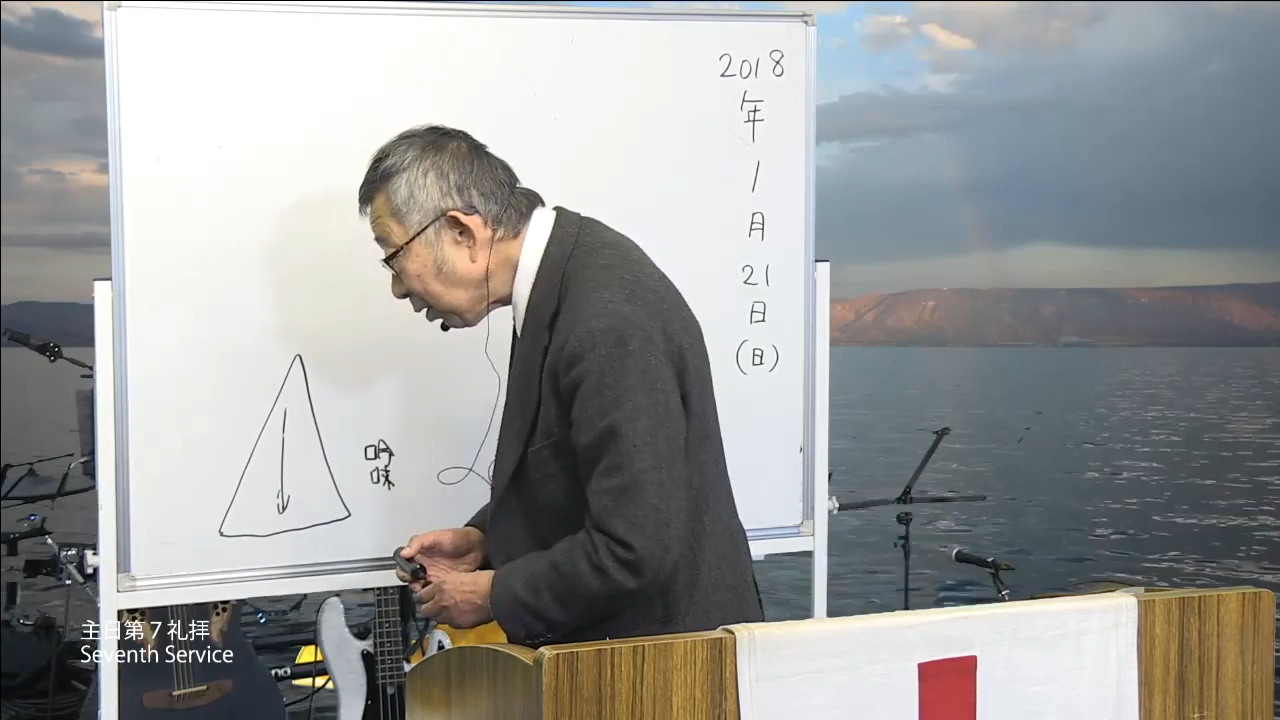 2018
年
1
月
21
日
(日)
吟
味
主日第７礼拝
Seventh Service